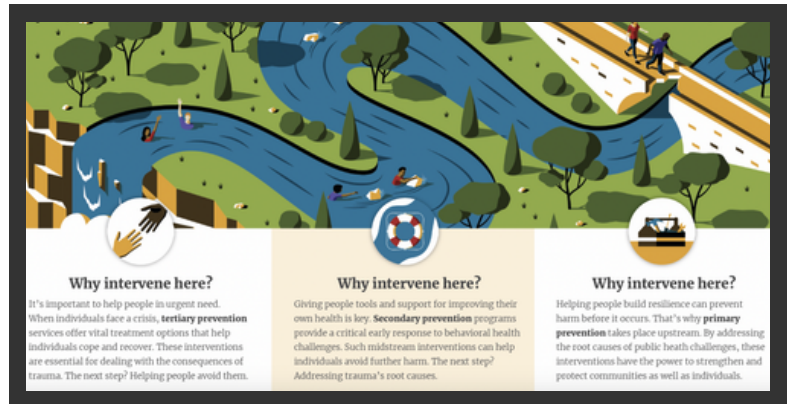 Why intervene here?
It's important to help people in urgent need.
When individuals face a crisis, tertiary prevention
services offer vital treatment options that help
individuals cope and recover. These interventions
are essential for dealing with the consequences of
trauma. The next step? Helping people avoid them.
Why intervene here?
Giving people tools and support for improving their
own health is key. Secondary prevention programs
provide a critical early response to behavioral health
challenges. Such midstream interventions can help
individuals avoid further harm. The next step?
Addressing trauma's root causes.
Why intervene here?
Helping people build resilience can prevent
harm before it occurs. That's why primary
prevention takes place upstream. By addressing
the root causes of public heath challenges, these
interventions have the power to strengthen and
protect communities as well as individuals.